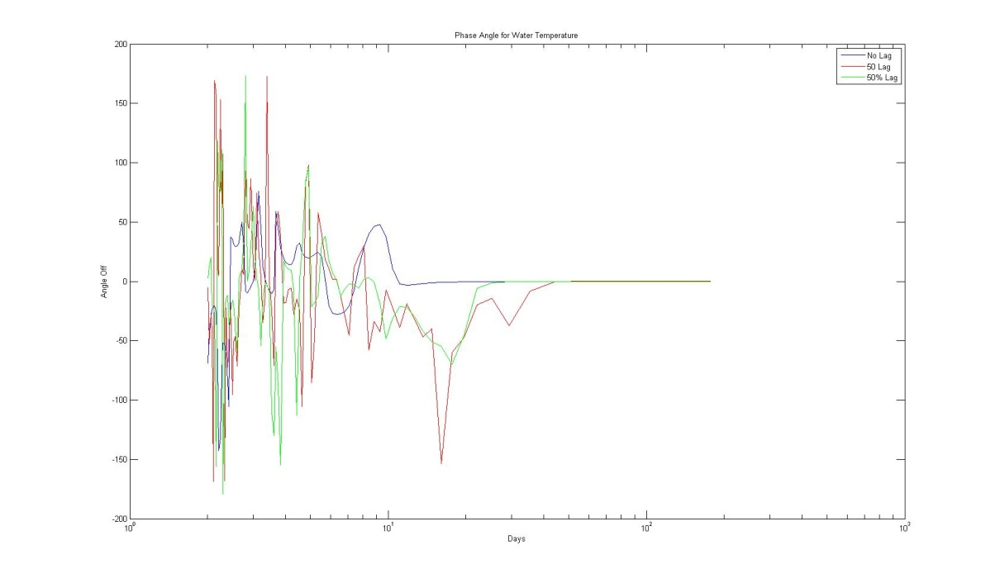 Phase Angle for Water Temperature
200
150
100
50
0
-50
-100
-150
-200
Angle Off
No Lag
50 Lag
50% Lag
10^0
10^1
10^2
10^3
Days